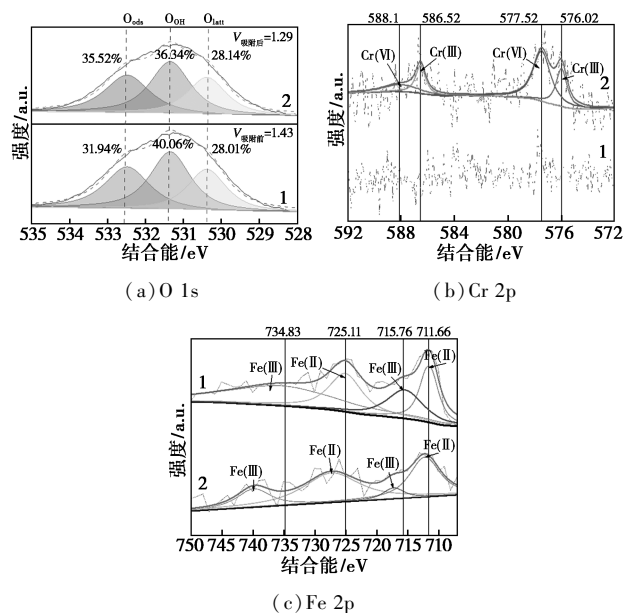 O_ods O_OH O_latt
35.52% 36.34% 28.14% V吸附后=1.29
2
31.94% 40.06% 28.01% V吸附前=1.43
1
强度/a.u.
535 534 533 532 531 530 529 528
结合能/eV
(a)O 1s
588.1 586.52 577.52 576.02
Cr(Ⅵ) Cr(Ⅲ) Cr(Ⅵ) Cr(Ⅲ)
2
1
强度/a.u.
592 588 584 580 576 572
结合能/eV
(b)Cr 2p
734.83 725.11 715.76 711.66
1 Fe(Ⅲ) Fe(Ⅱ) Fe(Ⅲ) Fe(Ⅱ)
2 Fe(Ⅲ) Fe(Ⅱ) Fe(Ⅲ) Fe(Ⅱ)
强度/a.u.
750 745 740 735 730 725 720 715 710
结合能/eV
(c)Fe 2p